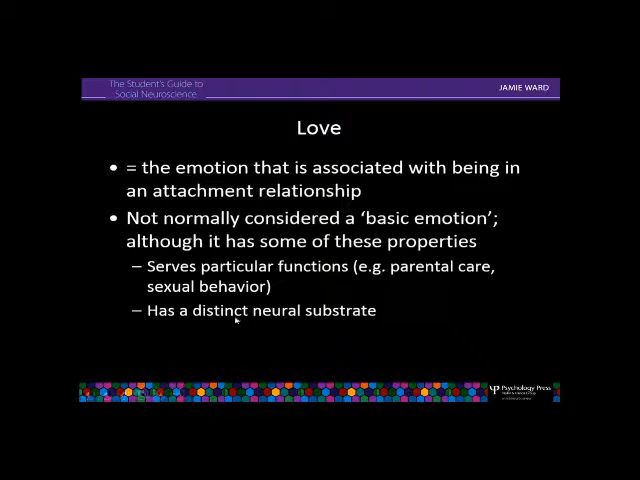 The Student's Guide to
Social Neuroscience
JAMIE WARD
Love
• = the emotion that is associated with being in
an attachment relationship
• Not normally considered a ‘basic emotion’;
although it has some of these properties
– Serves particular functions (e.g. parental care,
sexual behavior)
– Has a distinct neural substrate
Psychology Press